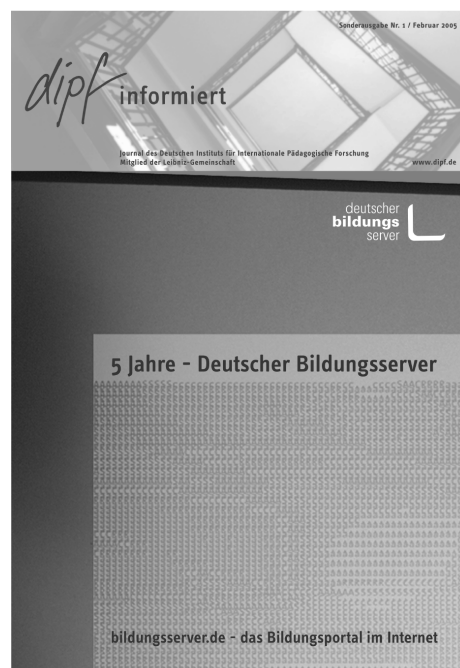 Sonderausgabe Nr. 1 / Februar 2005
dipf informiert
Journal des Deutschen Instituts für Internationale Pädagogische Forschung
Mitglied der Leibniz-Gemeinschaft www.dipf.de
deutscher
bildungs
server
5 Jahre - Deutscher Bildungsserver
bildungsserver.de - das Bildungsportal im Internet